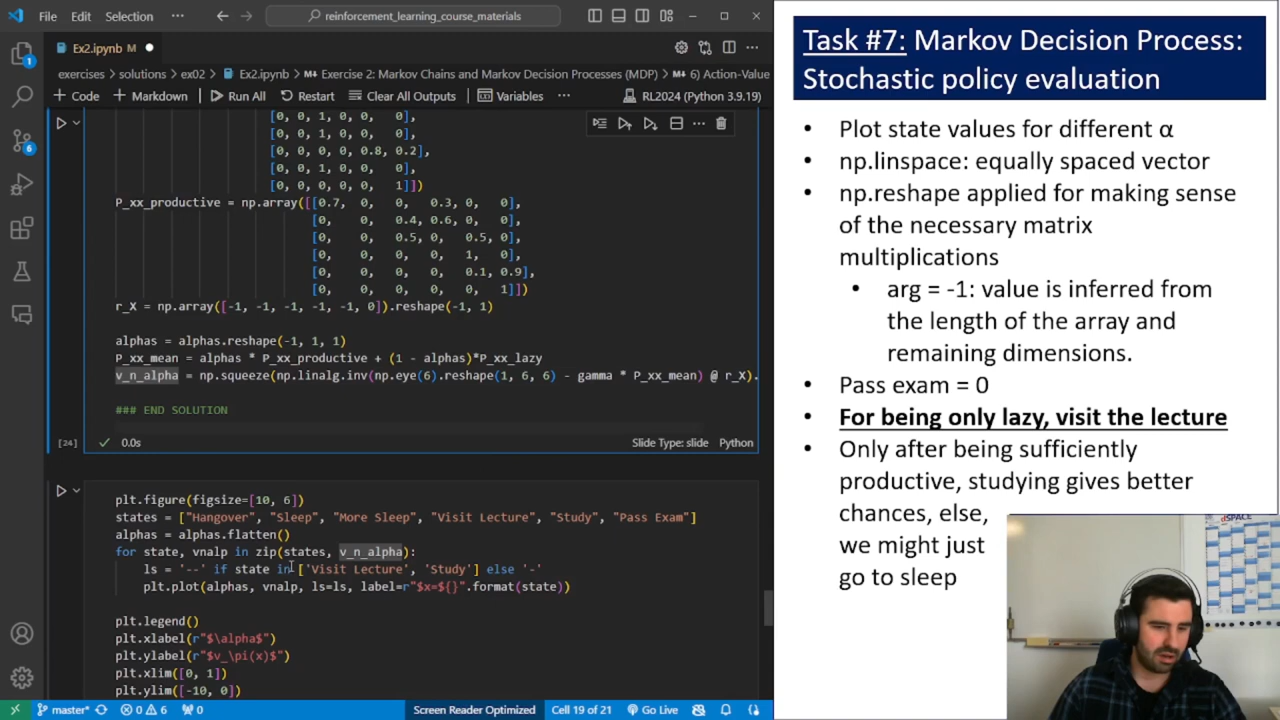 File Edit Selection ··· reinforcement_learning_course_materials
Ex2.ipynb M
exercises > solutions > ex02 > Ex2.ipynb > Exercise 2: Markov Chains and Markov Decision Processes (MDP) > 6) Action-Value
+ Code + Markdown Run All Restart Clear All Outputs Variables ··· RL2024 (Python 3.9.19)
[0, 0, 1, 0, 0, 0],
[0, 0, 1, 0, 0, 0],
[0, 0, 0, 0, 0.8, 0.2],
[0, 0, 1, 0, 0, 0],
[0, 0, 0, 0, 0, 1]])
P_xx_productive = np.array([[0.7, 0, 0, 0.3, 0, 0],
[0, 0, 0.4, 0.6, 0, 0],
[0, 0, 0.5, 0, 0.5, 0],
[0, 0, 0, 0, 1, 0],
[0, 0, 0, 0, 0.1, 0.9],
[0, 0, 0, 0, 0, 1]])
r_X = np.array([-1, -1, -1, -1, -1, 0]).reshape(-1, 1)
alphas = alphas.reshape(-1, 1, 1)
P_xx_mean = alphas * P_xx_productive + (1 - alphas)*P_xx_lazy
v_n_alpha = np.squeeze(np.linalg.inv(np.eye(6).reshape(1, 6, 6) - gamma * P_xx_mean) @ r_X).
### END SOLUTION
[24] 0.0s Slide Type: slide Python
plt.figure(figsize=[10, 6])
states = ["Hangover", "Sleep", "More Sleep", "Visit Lecture", "Study", "Pass Exam"]
alphas = alphas.flatten()
for state, vnalp in zip(states, v_n_alpha):
ls = '--' if state in ['Visit Lecture', 'Study'] else '-'
plt.plot(alphas, vnalp, ls=ls, label=r"$x=${}".format(state))
plt.legend()
plt.xlabel(r"$\alpha$")
plt.ylabel(r"$v_\pi(x)$")
plt.xlim([0, 1])
plt.ylim([-10, 0])
master* 0 6 0 Screen Reader Optimized Cell 19 of 21 Go Live
Task #7: Markov Decision Process:
Stochastic policy evaluation
• Plot state values for different α
• np.linspace: equally spaced vector
• np.reshape applied for making sense
of the necessary matrix
multiplications
• arg = -1: value is inferred from
the length of the array and
remaining dimensions.
• Pass exam = 0
• For being only lazy, visit the lecture
• Only after being sufficiently
productive, studying gives better
chances, else,
we might just
go to sleep
dSPACE